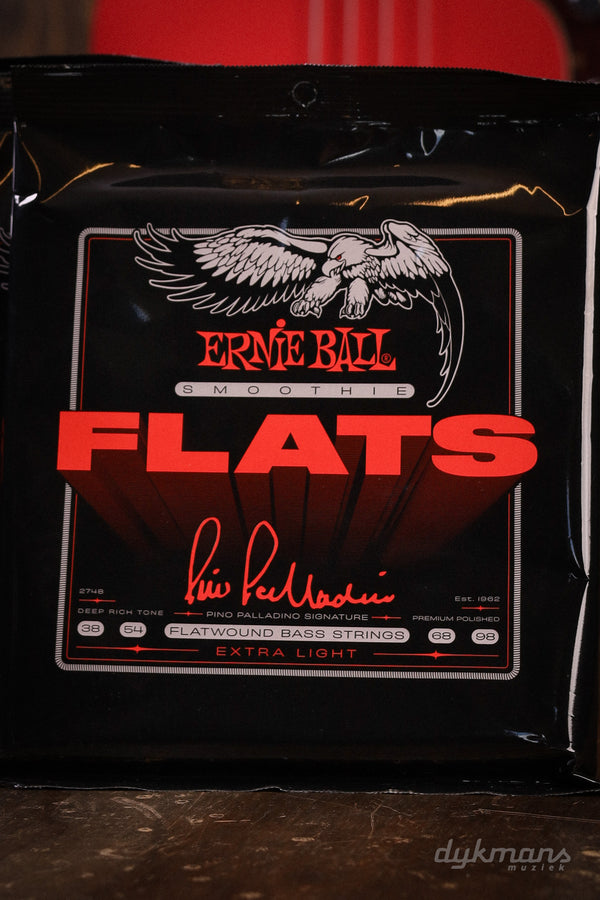 ERNIE BALL®
SMOOTHIE
FLATS
Pino Palladino
2748
Est. 1962
DEEP RICH TONE
PINO PALLADINO SIGNATURE
PREMIUM POLISHED
38 54 FLATWOUND BASS STRINGS 68 98
EXTRA LIGHT
dykmans
muziek